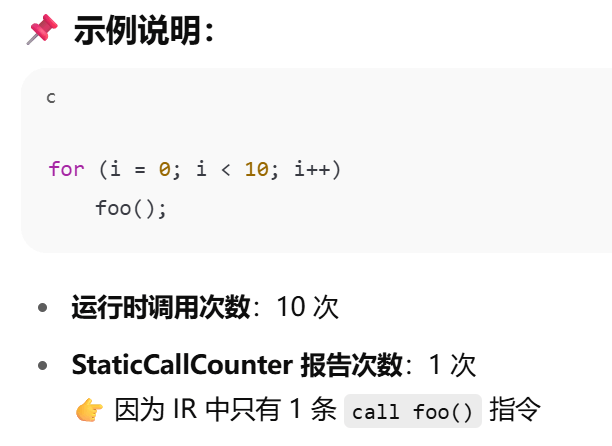 📌 示例说明：
c
for (i = 0; i < 10; i++)
    foo();
• 运行时调用次数：10 次
• StaticCallCounter 报告次数：1 次
👉 因为 IR 中只有 1 条 call foo() 指令